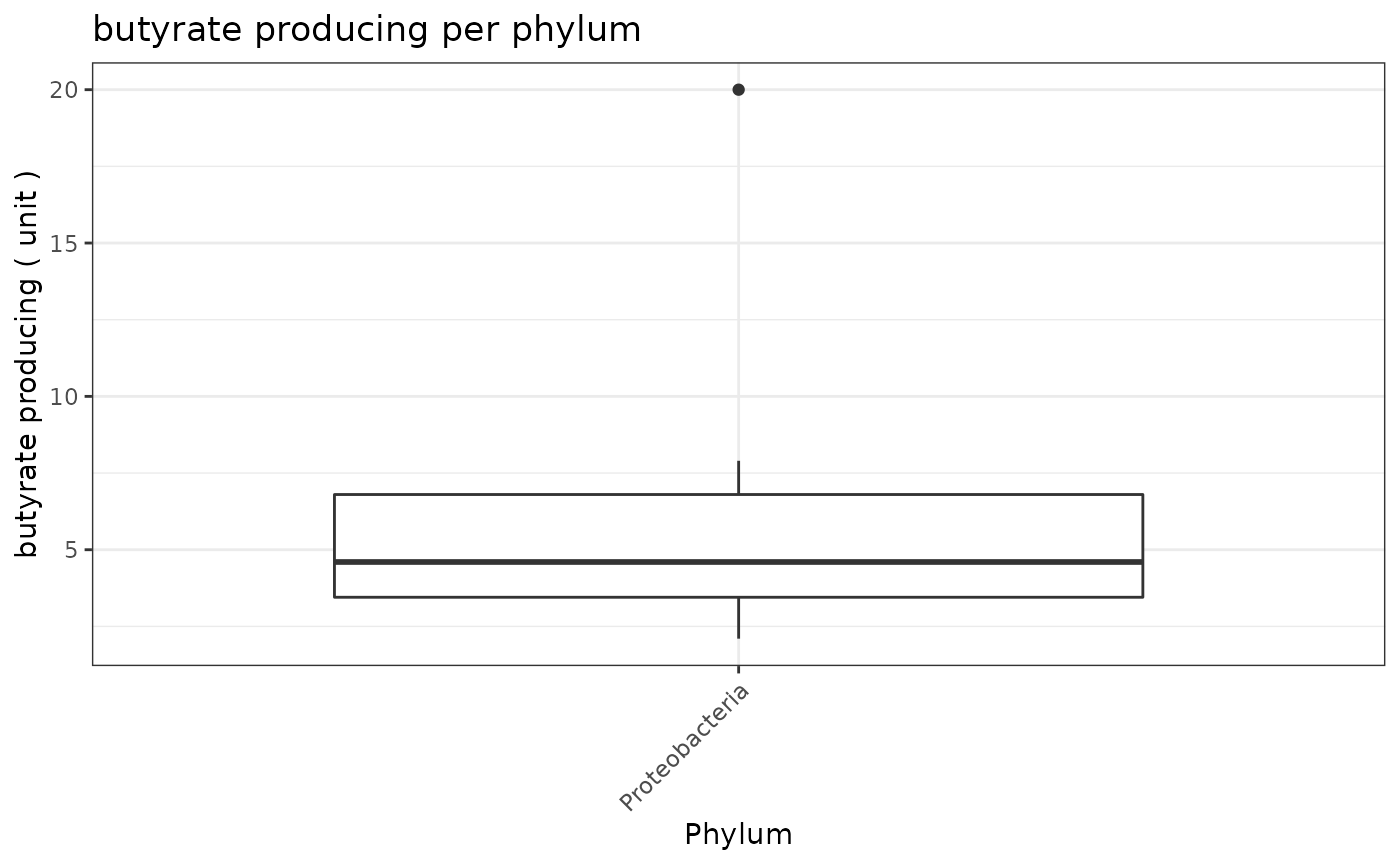 butyrate producing per phylum
butyrate producing ( unit )
20
15
10
5
Proteobacteria
Phylum